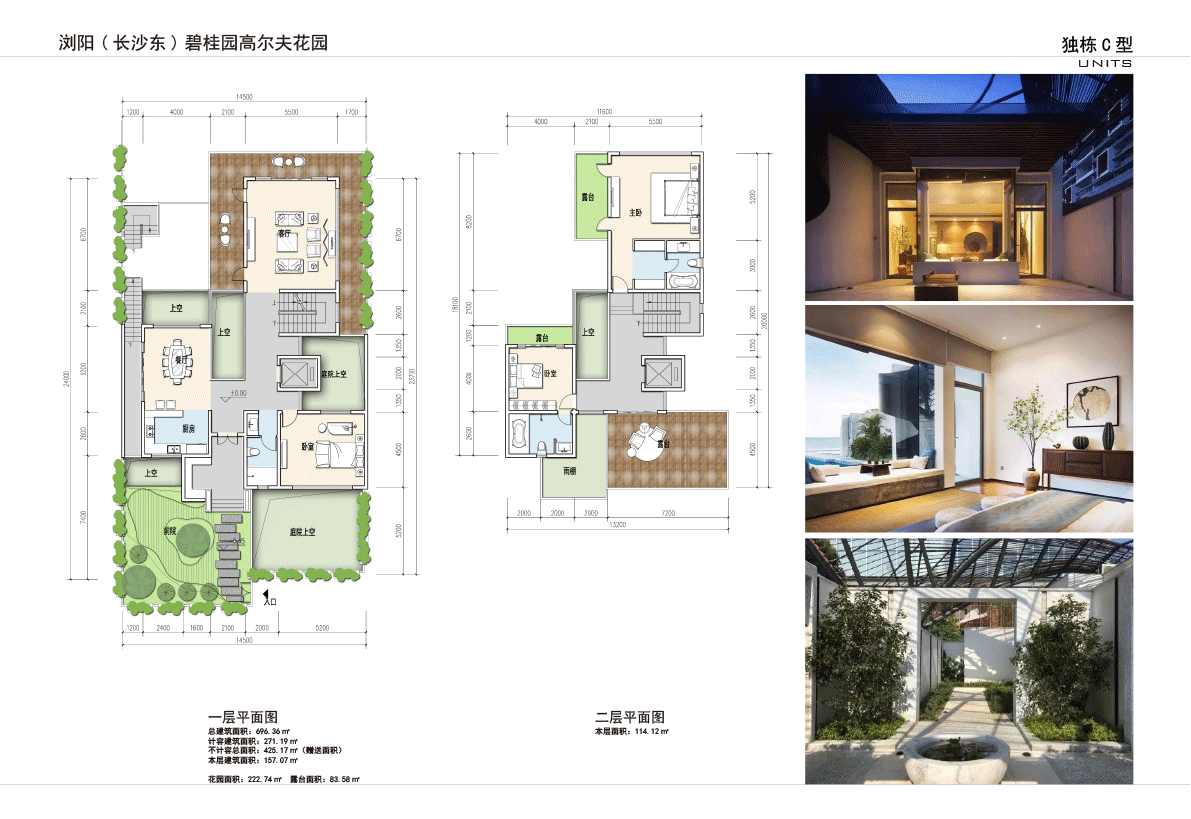 浏阳（长沙东）碧桂园高尔夫花园
独栋 C 型
UNITS
14500
1200 4000 2100 5500 1700
6700
2100
5300
2800
7400
24000
客厅
上空
上空
餐厅
庭院上空
±0.00
厨房
卧室
上空
前院
庭院上空
入口
6700
2600
1350
2000
1350
4500
5200
23700
1200 2400 1600 2100 2000 5200
14500
11600
4000 2100 5500
8200
2100
1200
4000
2600
18100
露台
主卧
上空
露台
卧室
露台
雨棚
5200
3000
2600
1350
2000
1350
4500
20000
2000 2000 2000 7200
13200
一层平面图
总建筑面积：696.36㎡
计容建筑面积：271.19㎡
不计容总面积：425.17㎡（赠送面积）
本层建筑面积：157.07㎡
花园面积：222.74㎡ 露台面积：83.58㎡
二层平面图
本层面积：114.12㎡